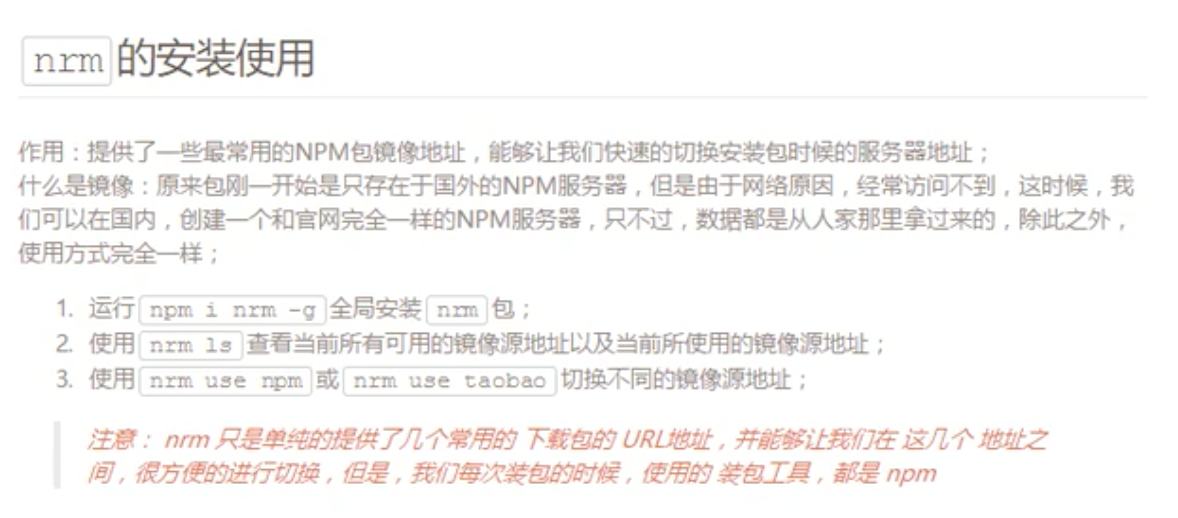 nrm的安装使用
作用：提供了一些最常用的NPM包镜像地址，能够让我们快速的切换安装包时候的服务器地址；
什么是镜像：原来包刚一开始是只存在于国外的NPM服务器，但是由于网络原因，经常访问不到，这时候，我
们可以在国内，创建一个和官网完全一样的NPM服务器，只不过，数据都是从人家那里拿过来的，除此之外，
使用方式完全一样；
1. 运行 npm i nrm -g 全局安装 nrm 包；
2. 使用 nrm ls 查看当前所有可用的镜像源地址以及当前所使用的镜像源地址；
3. 使用 nrm use npm 或 nrm use taobao 切换不同的镜像源地址；
注意： nrm 只是单纯的提供了几个常用的 下载包的 URL地址，并能够让我们在 这几个 地址之
间，很方便的进行切换，但是，我们每次装包的时候，使用的 装包工具，都是 npm